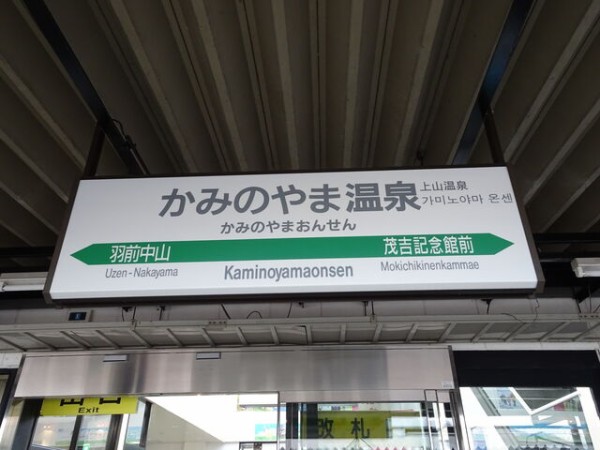 かみのやま温泉
上山温泉
가미노야마 온센
かみのやまおんせん
羽前中山
茂吉記念館前
Uzen-Nakayama
Kaminoyamaonsen
Mokichikinenkammae
出口
Exit
改札